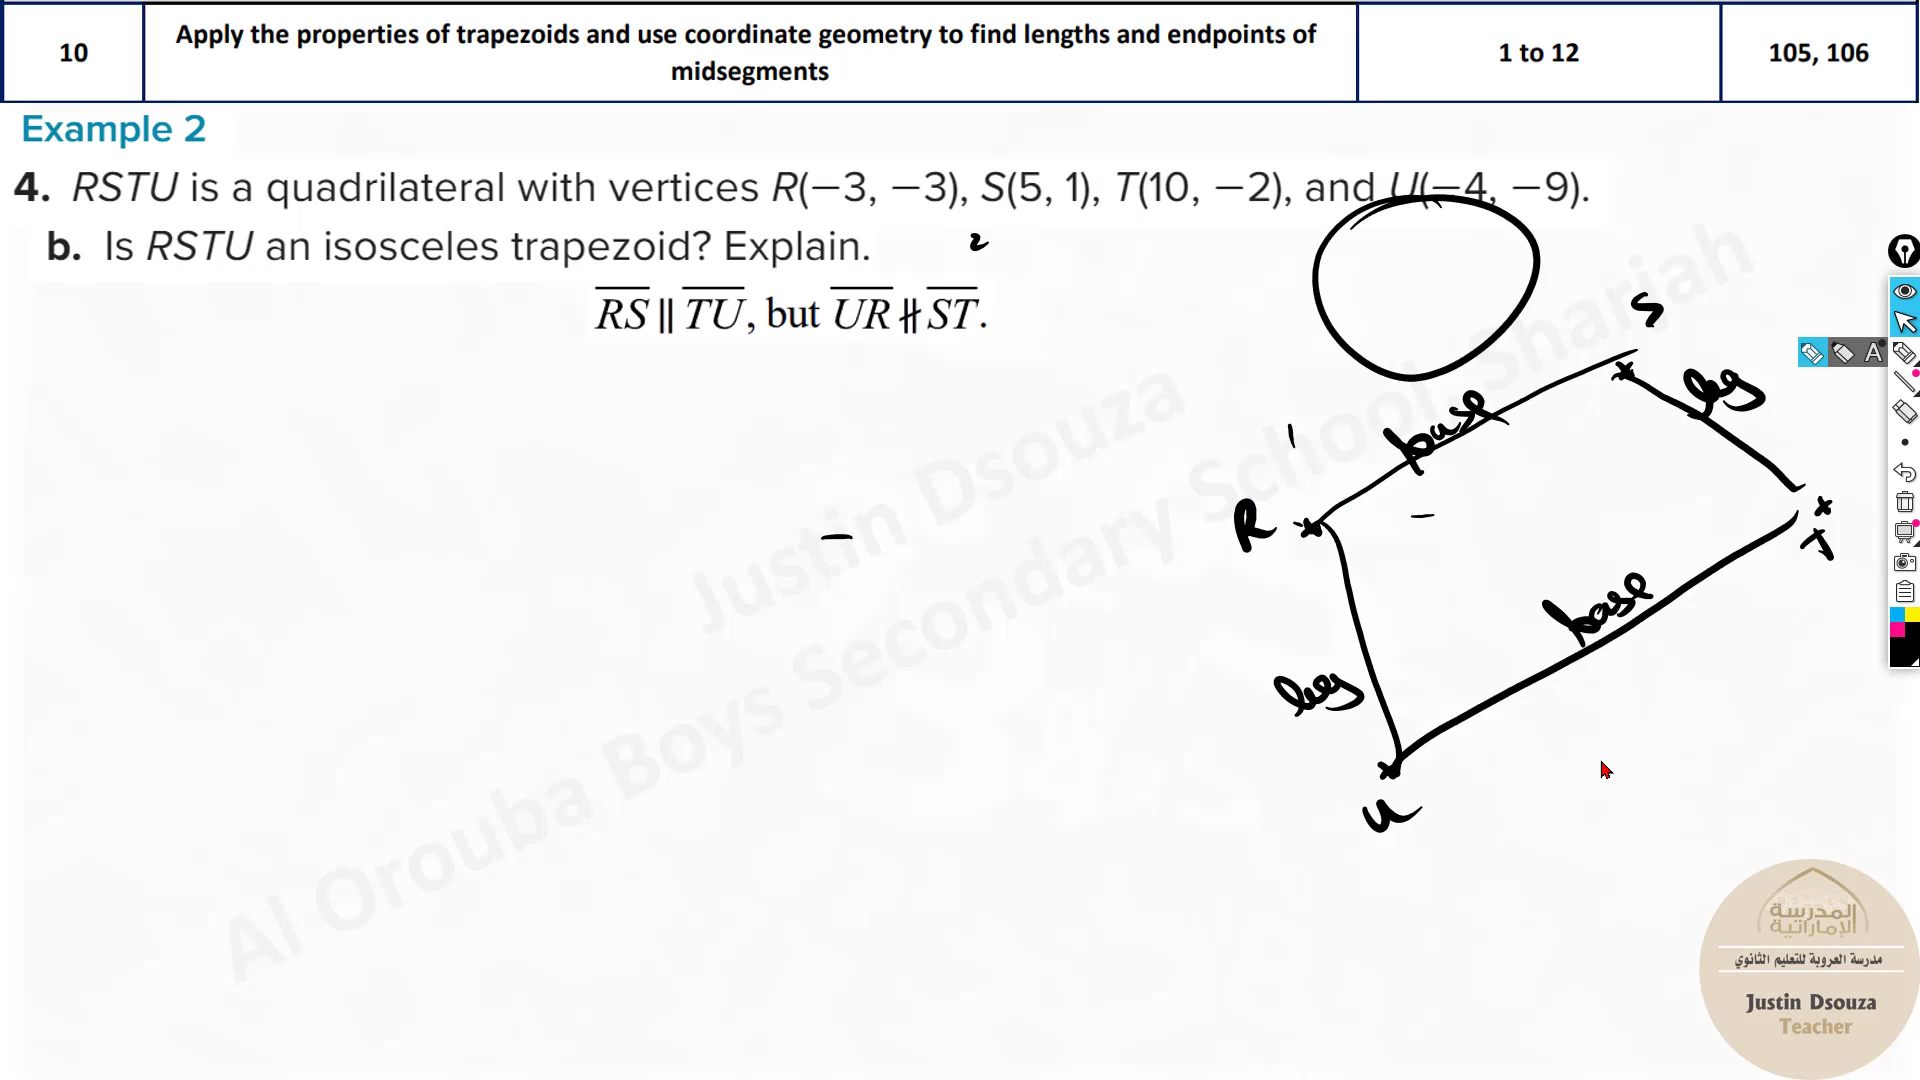 10
Apply the properties of trapezoids and use coordinate geometry to find lengths and endpoints of
midsegments
1 to 12
105, 106
Example 2
4. RSTU is a quadrilateral with vertices R(−3, −3), S(5, 1), T(10, −2), and U(−4, −9).
b. Is RSTU an isosceles trapezoid? Explain.
2
RS ∥ TU, but UR ∦ ST.
S
leg
base
R
T
base
leg
U
Justin Dsouza
Al Orouba Boys Secondary School, Sharjah
A
المدرسة
الإماراتية
مدرسة العروبة للتعليم الثانوي
Justin Dsouza
Teacher